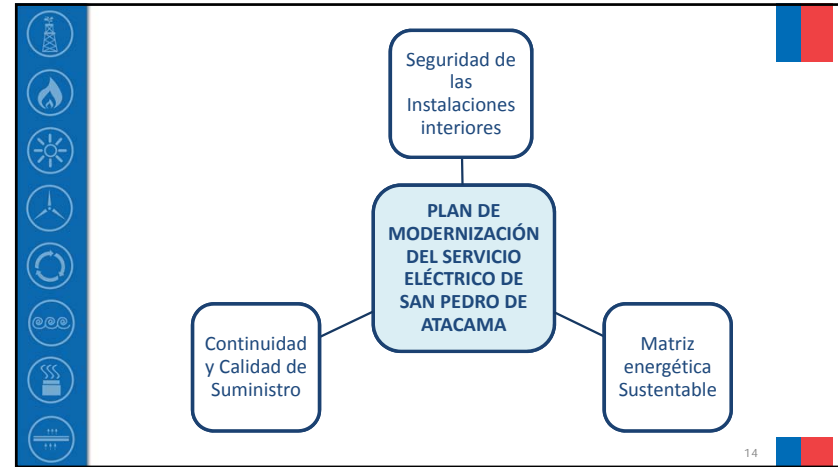 Seguridad de
las
Instalaciones
interiores
PLAN DE
MODERNIZACIÓN
DEL SERVICIO
ELÉCTRICO DE
SAN PEDRO DE
ATACAMA
Continuidad
y Calidad de
Suministro
Matriz
energética
Sustentable
14